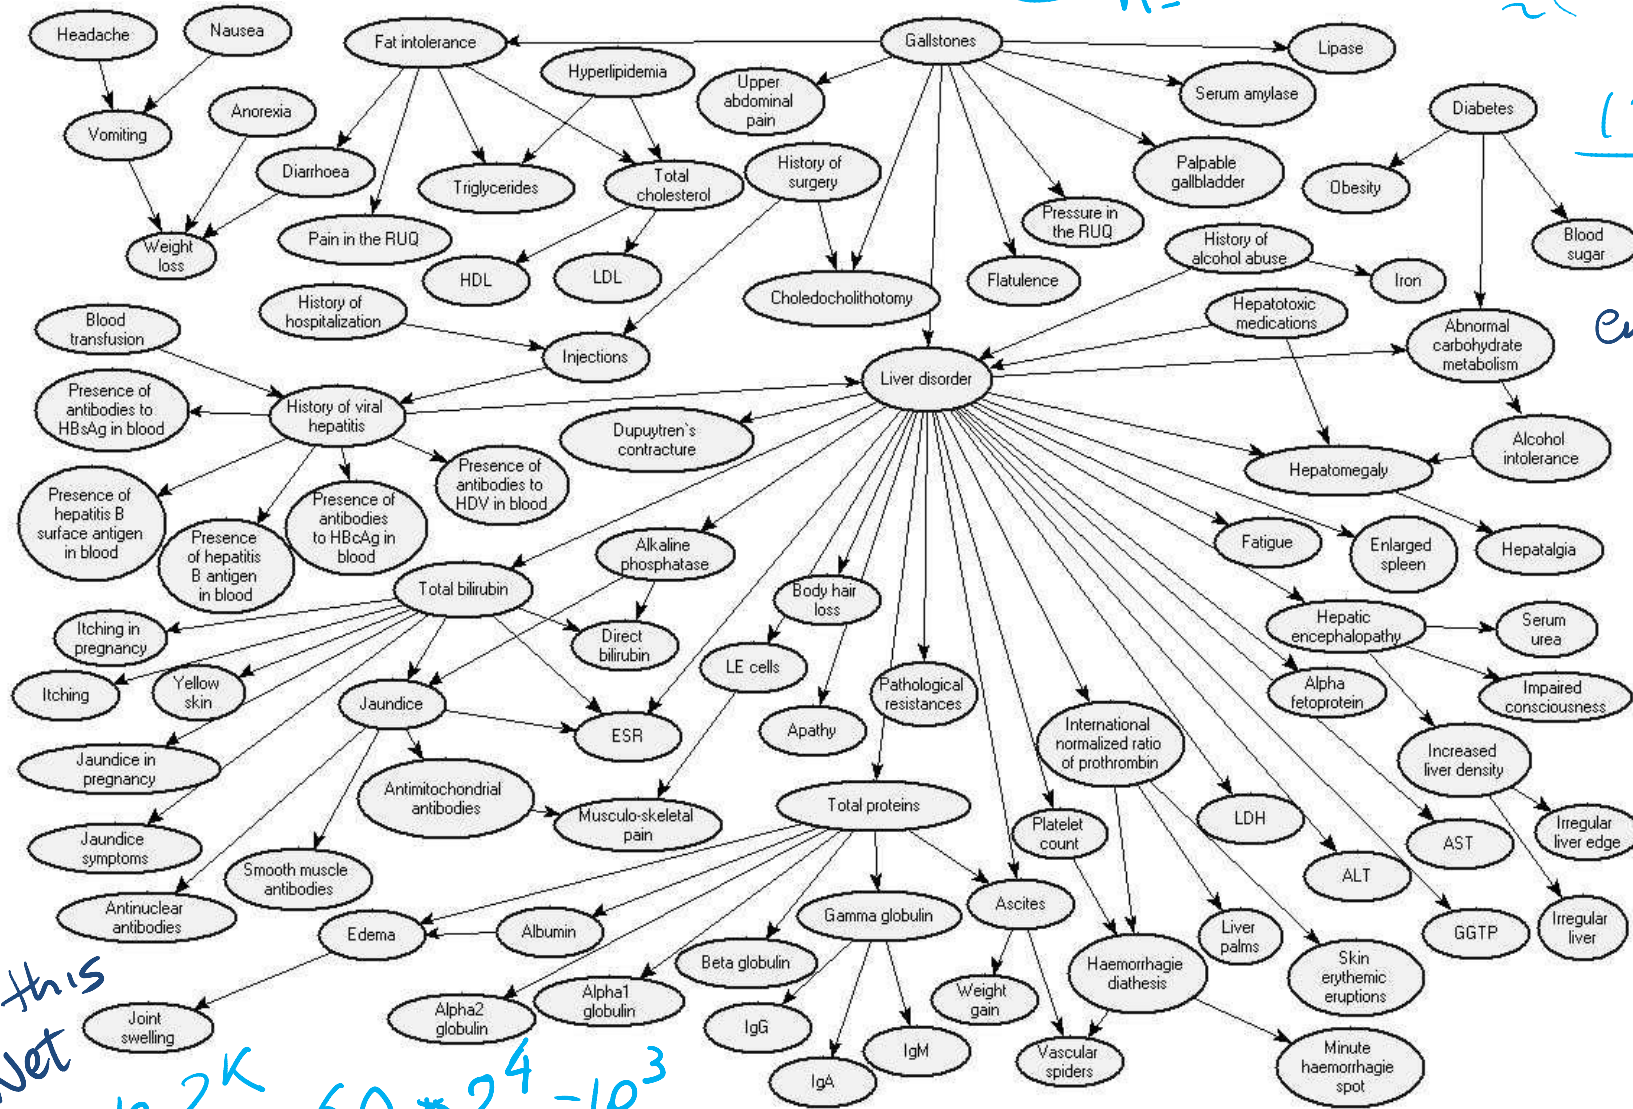 Headache
Nausea
Fat intolerance
Gallstones
Lipase
Hyperlipidemia
Upper
abdominal
pain
Serum amylase
Anorexia
Diabetes
Vomiting
Diarrhoea
Triglycerides
Total
cholesterol
History of
surgery
Palpable
gallbladder
Obesity
Weight
loss
Pain in the RUQ
HDL
LDL
Pressure in
the RUQ
Flatulence
History of
alcohol abuse
Iron
Blood
sugar
Choledocholithotomy
History of
hospitalization
Hepatotoxic
medications
Abnormal
carbohydrate
metabolism
Blood
transfusion
Injections
Liver disorder
Presence of
antibodies to
HBsAg in blood
History of viral
hepatitis
Dupuytren`s
contracture
Alcohol
intolerance
Hepatomegaly
Presence of
hepatitis B
surface antigen
in blood
Presence
of hepatitis
B antigen
in blood
Presence of
antibodies
to HBcAg in
blood
Presence of
antibodies to
HDV in blood
Alkaline
phosphatase
Fatigue
Enlarged
spleen
Hepatalgia
Total bilirubin
Body hair
loss
Hepatic
encephalopathy
Serum
urea
Itching in
pregnancy
Direct
bilirubin
LE cells
Itching
Yellow
skin
Jaundice
Pathological
resistances
Alpha
fetoprotein
Impaired
consciousness
ESR
Apathy
International
normalized ratio
of prothrombin
Increased
liver density
Jaundice in
pregnancy
Antimitochondrial
antibodies
Musculo-skeletal
pain
Total proteins
Platelet
count
LDH
AST
Irregular
liver edge
Jaundice
symptoms
Smooth muscle
antibodies
ALT
Antinuclear
antibodies
Edema
Albumin
Gamma globulin
Ascites
Liver
palms
GGTP
Irregular
liver
Beta globulin
Haemorrhagie
diathesis
Skin
erythemic
eruptions
Joint
swelling
Alpha2
globulin
Alpha1
globulin
IgG
Weight
gain
IgA
IgM
Vascular
spiders
Minute
haemorrhagie
spot
this
Net
2^K
60 * 2^4 - 10^3